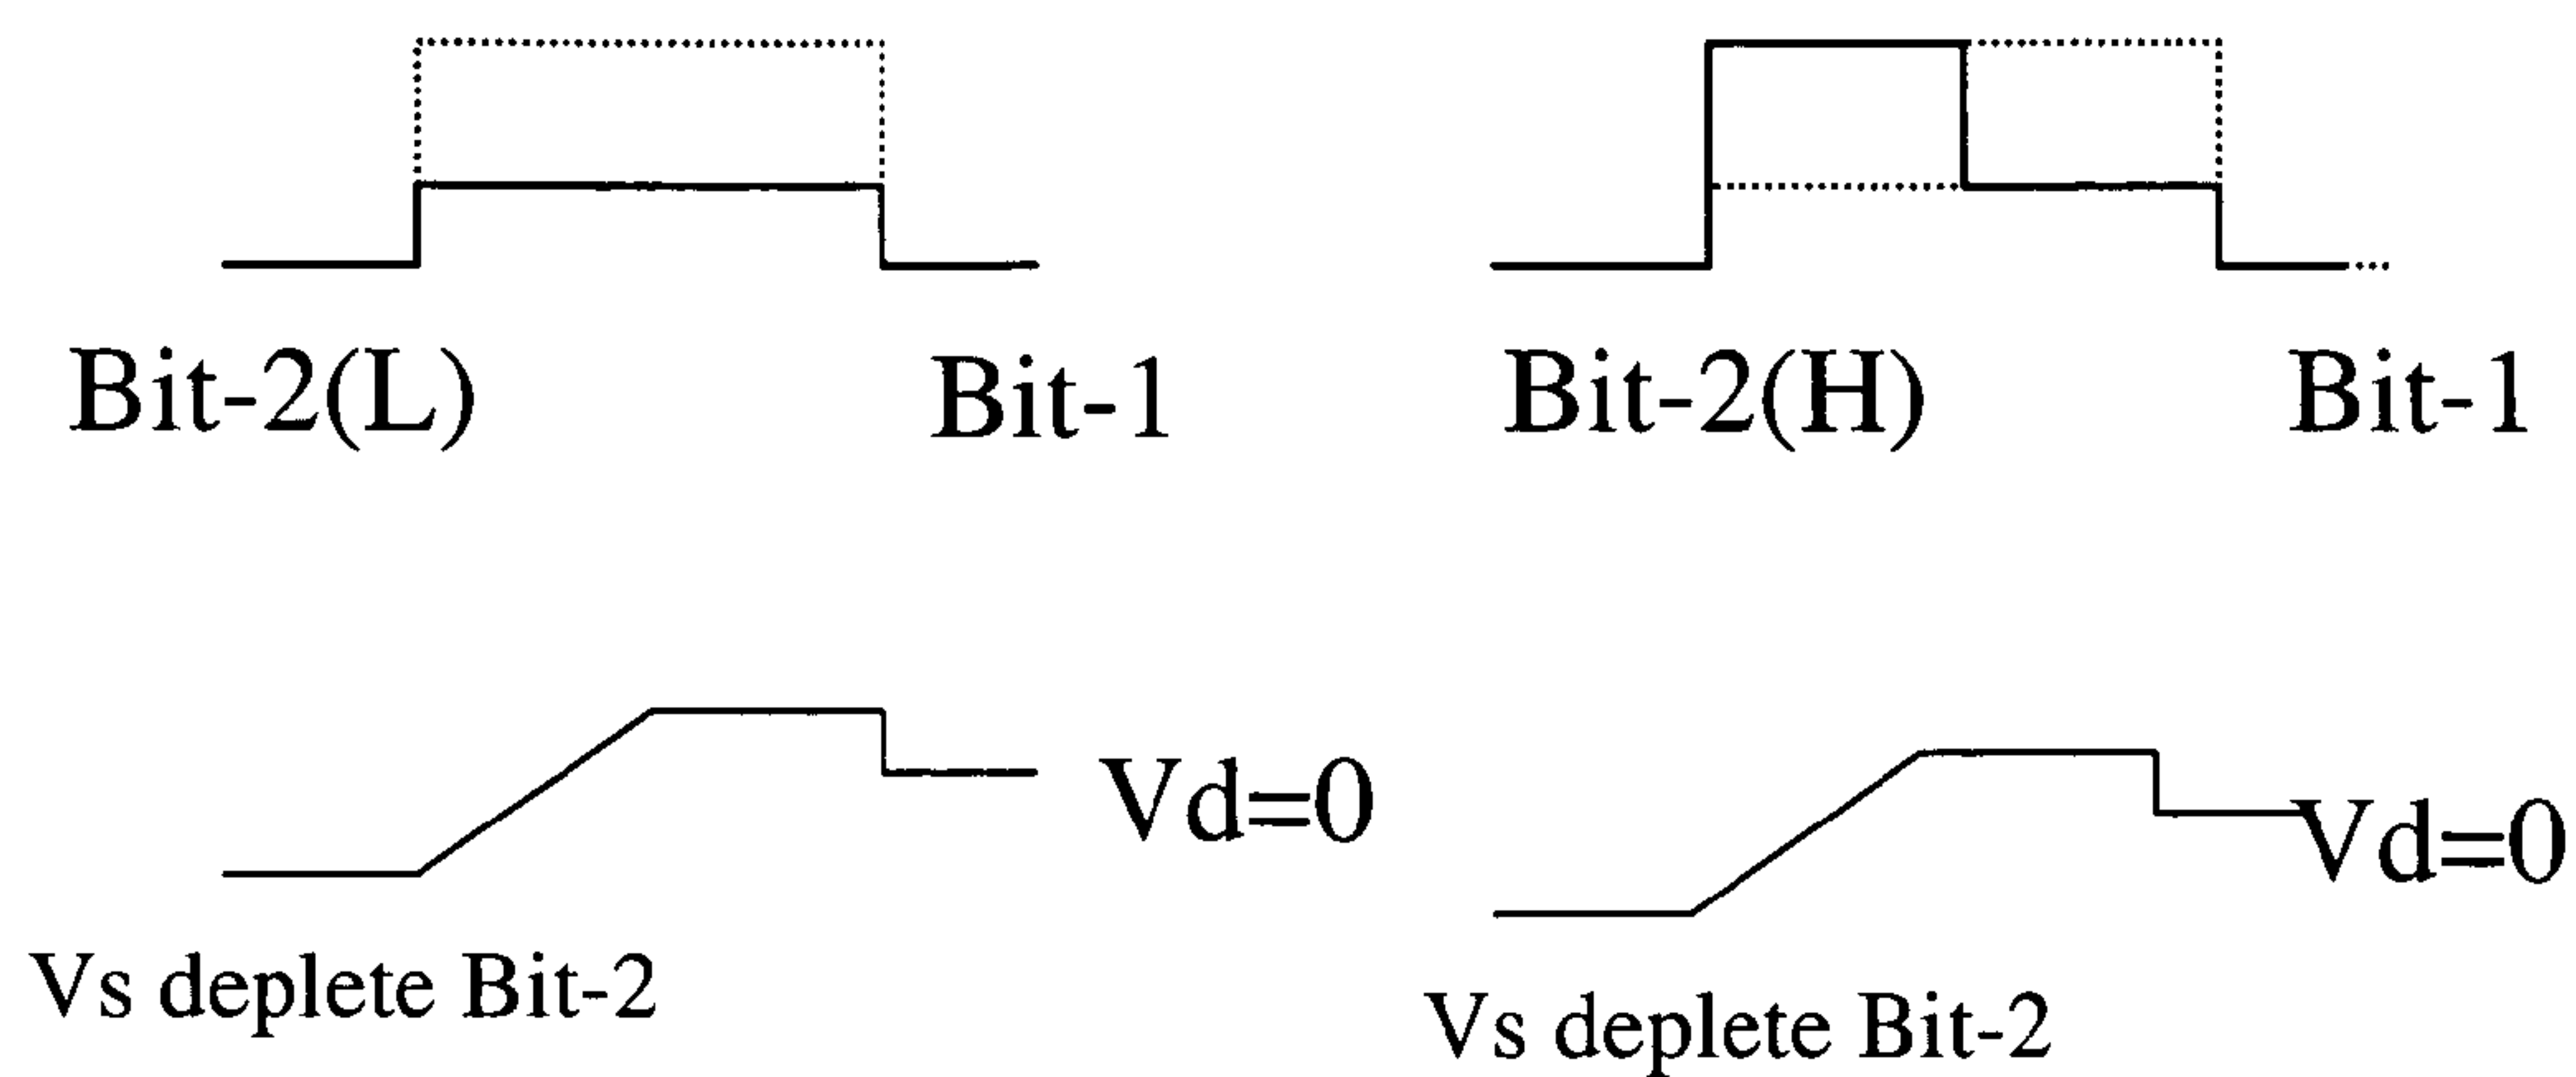 Bit-2(L)
Bit-1
Bit-2(H)
Bit-1
Vd=0
Vd=0
Vs deplete Bit-2
Vs deplete Bit-2